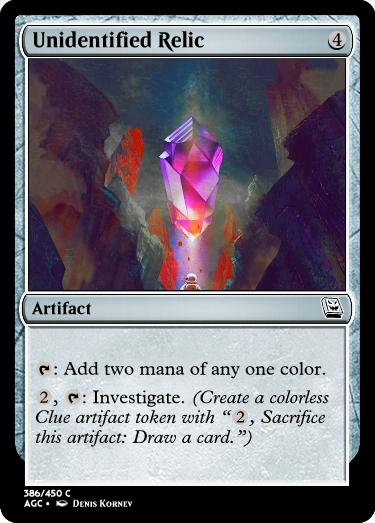 Unidentified Relic 4
Artifact
: Add two mana of any one color.
2, : Investigate. (Create a colorless
Clue artifact token with “2, Sacrifice
this artifact: Draw a card.”)
386/450 C
AGC • Denis Kornev